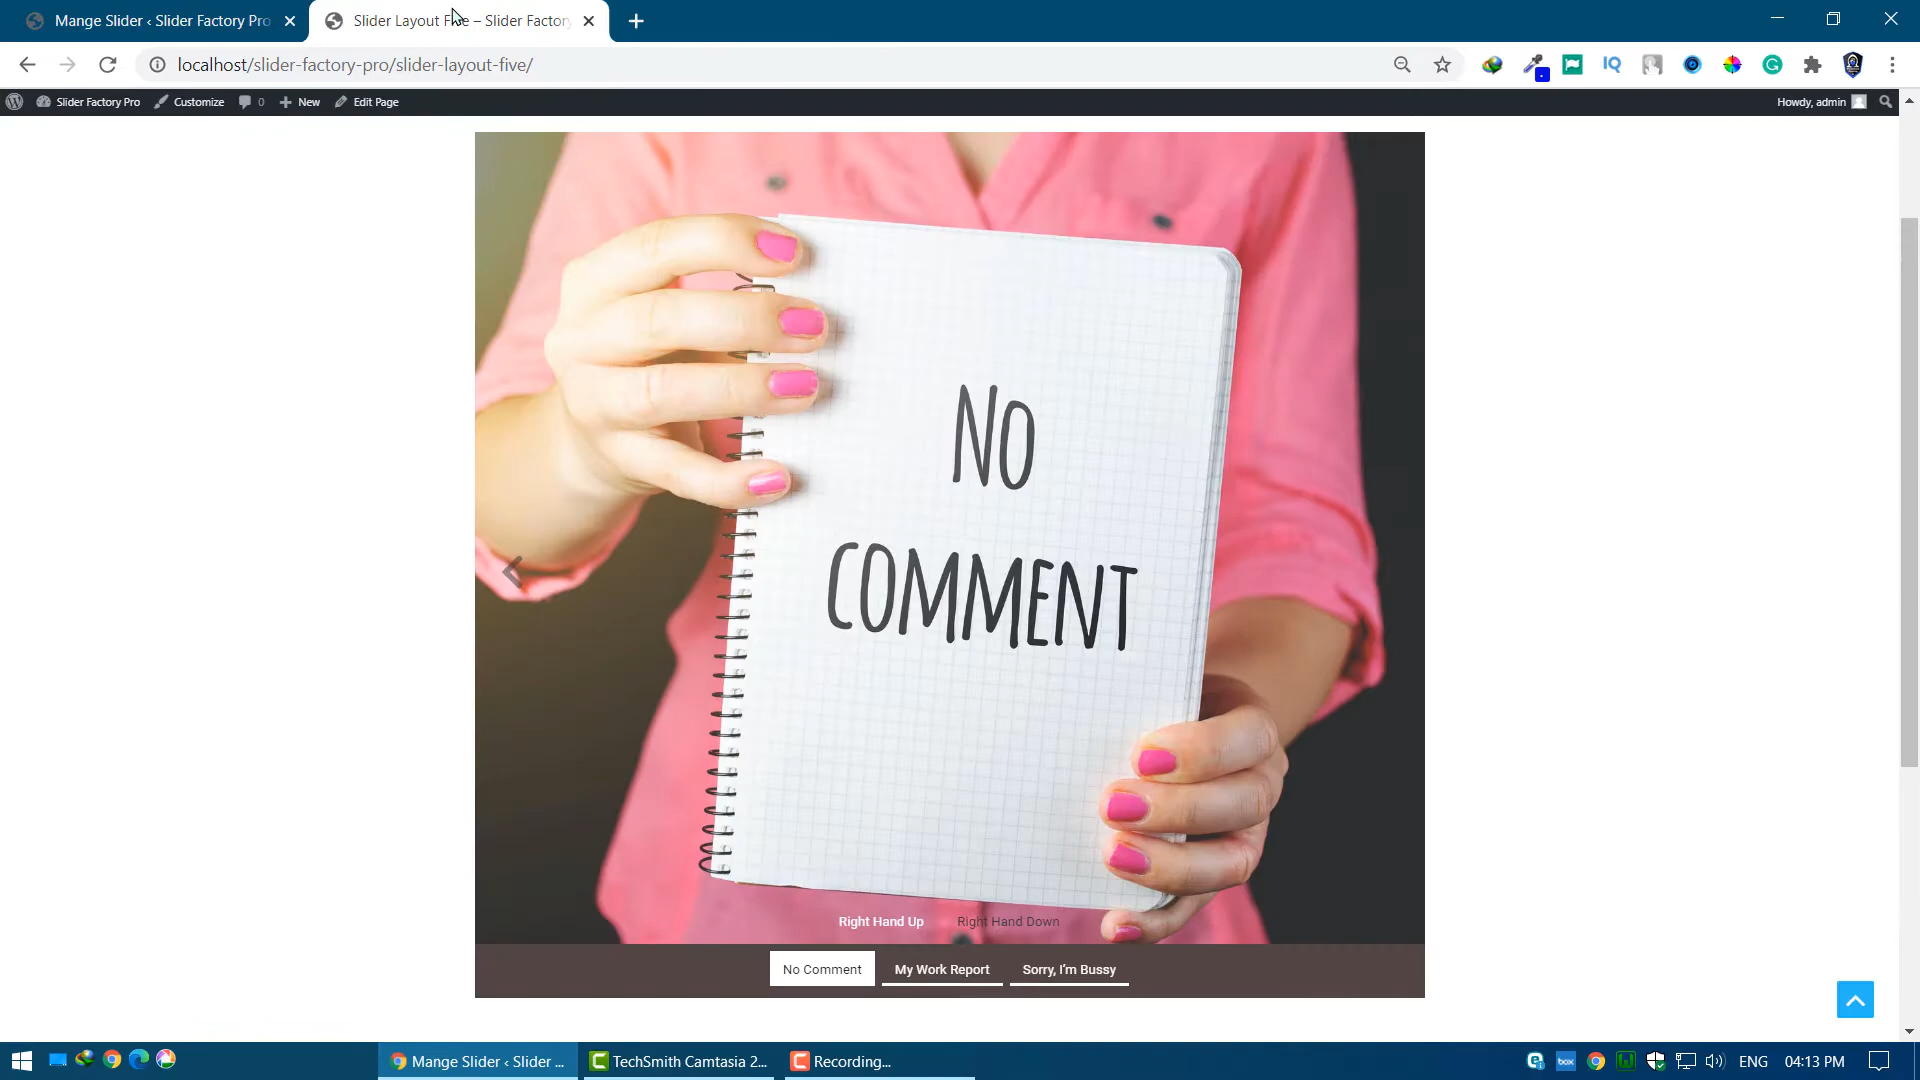 Mange Slider ‹ Slider Factory Pro
Slider Layout Five – Slider Factory
localhost/slider-factory-pro/slider-layout-five/
Slider Factory Pro
Customize
0
New
Edit Page
Howdy, admin
No
COMMENT
Right Hand Up
Right Hand Down
No Comment
My Work Report
Sorry, I'm Bussy
Mange Slider ‹ Slider ...
TechSmith Camtasia 2...
Recording...
box
ENG
04:13 PM